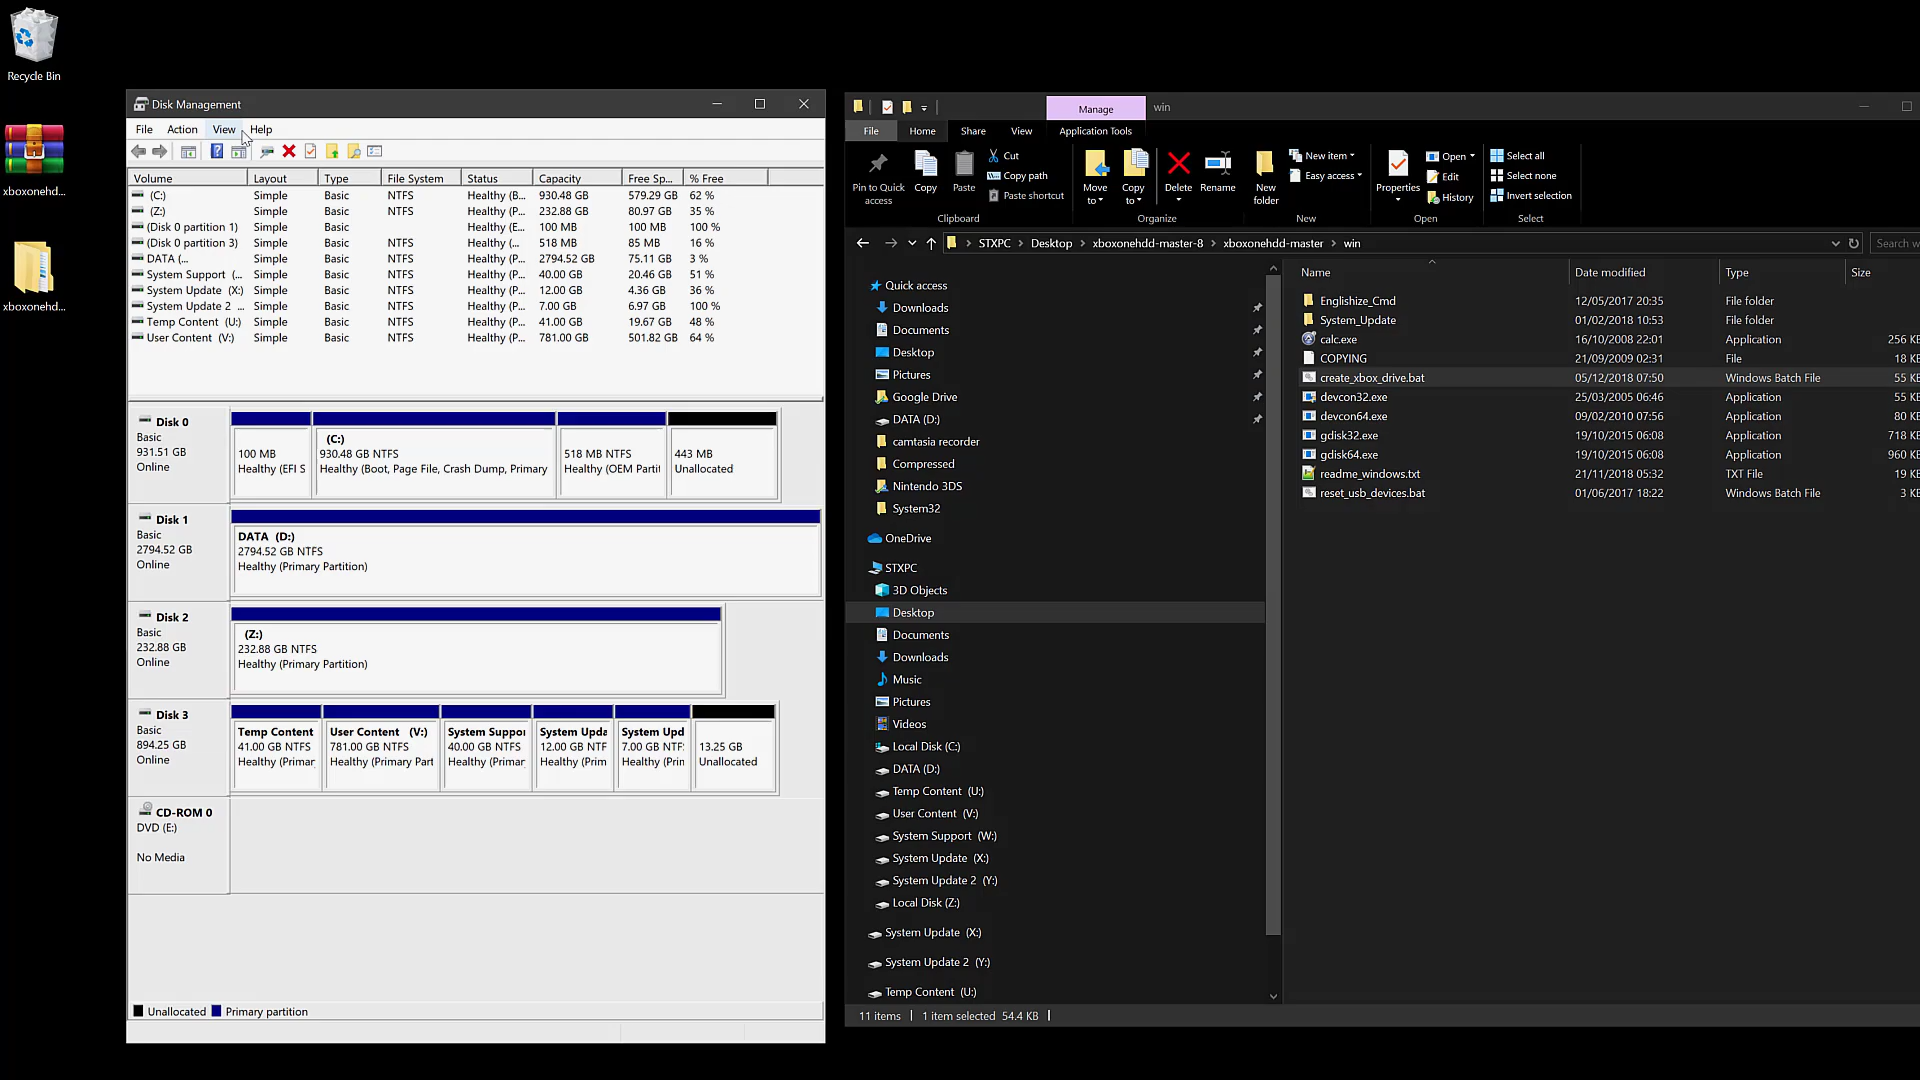 Recycle Bin
xboxonehd...
xboxonehd...
Disk Management
File Action View Help
Volume Layout Type File System Status Capacity Free Sp... % Free
(C:) Simple Basic NTFS Healthy (B... 930.48 GB 579.29 GB 62 %
(Z:) Simple Basic NTFS Healthy (P... 232.88 GB 80.97 GB 35 %
(Disk 0 partition 1) Simple Basic Healthy (E... 100 MB 100 MB 100 %
(Disk 0 partition 3) Simple Basic NTFS Healthy (... 518 MB 85 MB 16 %
DATA (... Simple Basic NTFS Healthy (P... 2794.52 GB 75.11 GB 3 %
System Support (... Simple Basic NTFS Healthy (P... 40.00 GB 20.46 GB 51 %
System Update (X:) Simple Basic NTFS Healthy (P... 12.00 GB 4.36 GB 36 %
System Update 2 ... Simple Basic NTFS Healthy (P... 7.00 GB 6.97 GB 100 %
Temp Content (U:) Simple Basic NTFS Healthy (P... 41.00 GB 19.67 GB 48 %
User Content (V:) Simple Basic NTFS Healthy (P... 781.00 GB 501.82 GB 64 %
Disk 0
Basic
931.51 GB
Online
100 MB
Healthy (EFI S
(C:)
930.48 GB NTFS
Healthy (Boot, Page File, Crash Dump, Primary
518 MB NTFS
Healthy (OEM Partit
443 MB
Unallocated
Disk 1
Basic
2794.52 GB
Online
DATA (D:)
2794.52 GB NTFS
Healthy (Primary Partition)
Disk 2
Basic
232.88 GB
Online
(Z:)
232.88 GB NTFS
Healthy (Primary Partition)
Disk 3
Basic
894.25 GB
Online
Temp Content
41.00 GB NTFS
Healthy (Primar
User Content (V:)
781.00 GB NTFS
Healthy (Primary Part
System Suppor
40.00 GB NTFS
Healthy (Primar
System Upda
12.00 GB NTF
Healthy (Prim
System Upd
7.00 GB NTF
Healthy (Prin
13.25 GB
Unallocated
CD-ROM 0
DVD (E:)
No Media
Unallocated Primary partition
Manage win
File Home Share View Application Tools
Pin to Quick access
Copy
Paste
Cut
Copy path
Paste shortcut
Clipboard
Move to
Copy to
Delete
Rename
Organize
New folder
New item
Easy access
New
Properties
Open
Edit
History
Open
Select all
Select none
Invert selection
Select
STXPC > Desktop > xboxonehdd-master-8 > xboxonehdd-master > win
Search w
Quick access
Downloads
Documents
Desktop
Pictures
Google Drive
DATA (D:)
camtasia recorder
Compressed
Nintendo 3DS
System32
OneDrive
STXPC
3D Objects
Desktop
Documents
Downloads
Music
Pictures
Videos
Local Disk (C:)
DATA (D:)
Temp Content (U:)
User Content (V:)
System Support (W:)
System Update (X:)
System Update 2 (Y:)
Local Disk (Z:)
System Update (X:)
System Update 2 (Y:)
Temp Content (U:)
Name Date modified Type Size
Englishize_Cmd 12/05/2017 20:35 File folder
System_Update 01/02/2018 10:53 File folder
calc.exe 16/10/2008 22:01 Application 256 KB
COPYING 21/09/2009 02:31 File 18 KB
create_xbox_drive.bat 05/12/2018 07:50 Windows Batch File 55 KB
devcon32.exe 25/03/2005 06:46 Application 55 KB
devcon64.exe 09/02/2010 07:56 Application 80 KB
gdisk32.exe 19/10/2015 06:08 Application 718 KB
gdisk64.exe 19/10/2015 06:08 Application 960 KB
readme_windows.txt 21/11/2018 05:32 TXT File 19 KB
reset_usb_devices.bat 01/06/2017 18:22 Windows Batch File 3 KB
11 items 1 item selected 54.4 KB